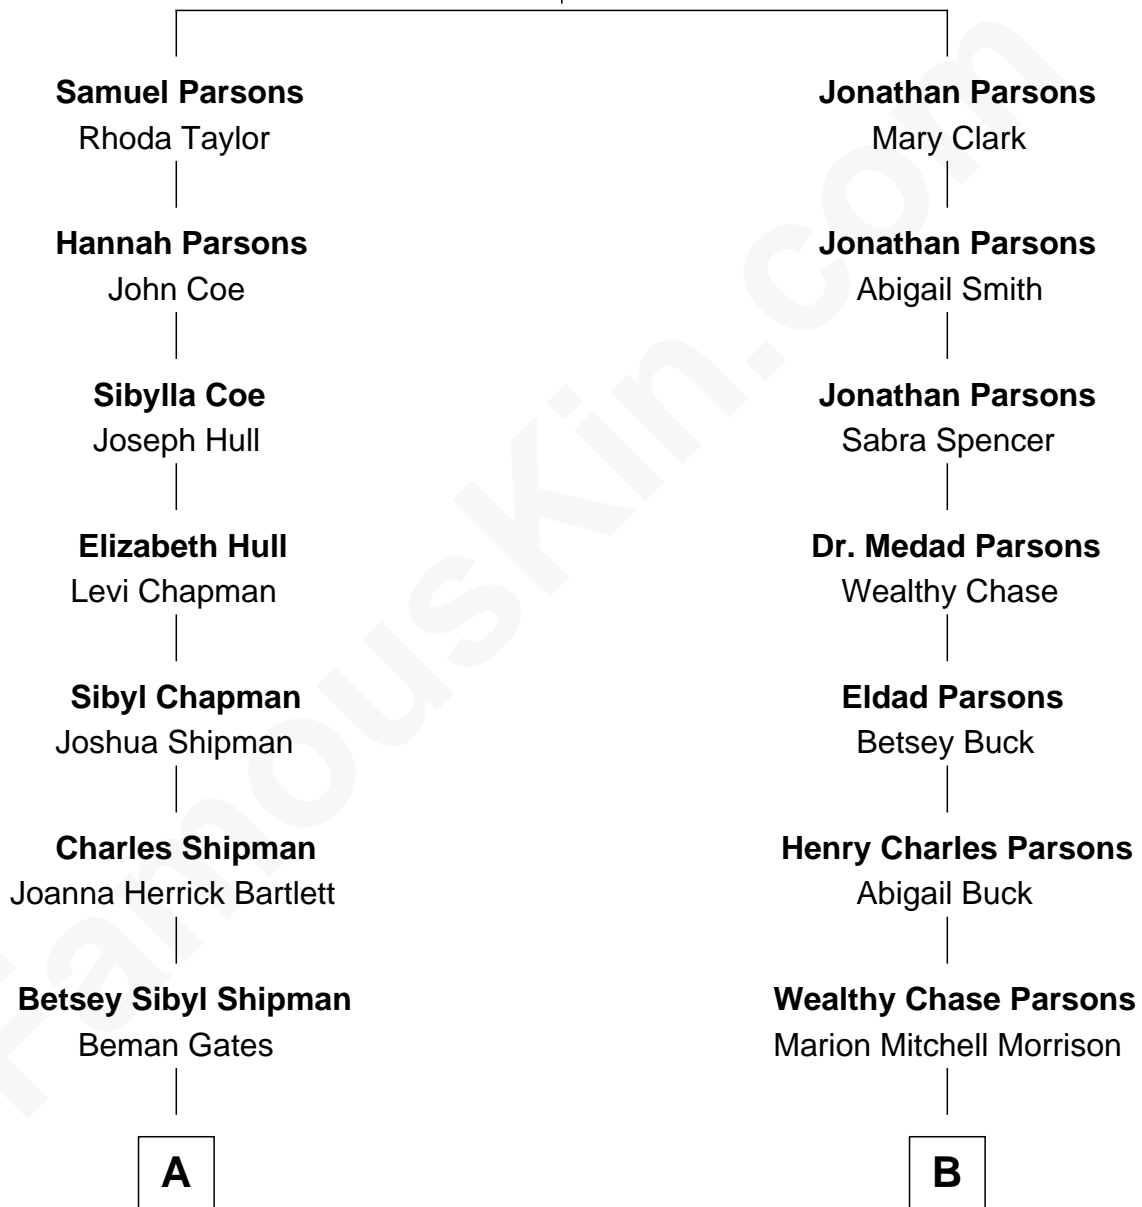 Samuel Parsons
Rhoda Taylor
Hannah Parsons
John Coe
Sibylla Coe
Joseph Hull
Elizabeth Hull
Levi Chapman
Sibyl Chapman
Joshua Shipman
Charles Shipman
Joanna Herrick Bartlett
Betsey Sibyl Shipman
Beman Gates
A
Jonathan Parsons
Mary Clark
Jonathan Parsons
Abigail Smith
Jonathan Parsons
Sabra Spencer
Dr. Medad Parsons
Wealthy Chase
Eldad Parsons
Betsey Buck
Henry Charles Parsons
Abigail Buck
Wealthy Chase Parsons
Marion Mitchell Morrison
B
FamousKin.com